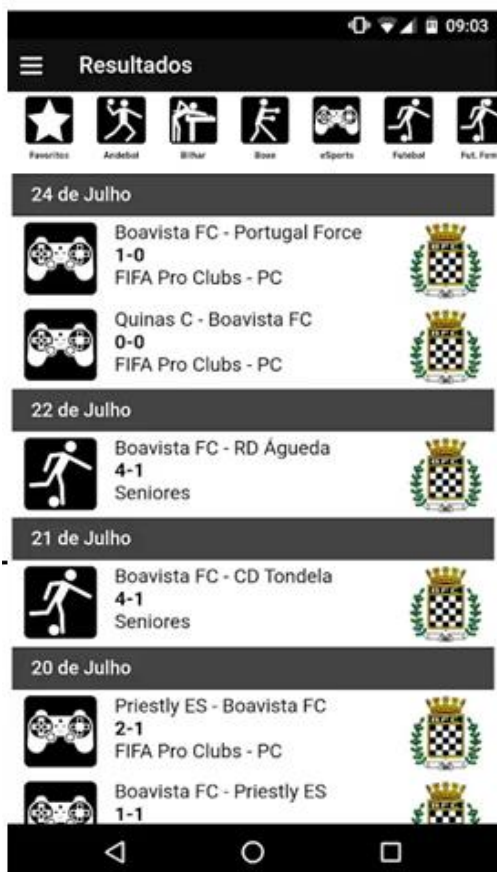 09:03
Resultados
Favoritos Andebol Bilhar Boxe eSports Futebol Fut. Fem
24 de Julho
Boavista FC - Portugal Force
1-0
FIFA Pro Clubs - PC
Quinas C - Boavista FC
0-0
FIFA Pro Clubs - PC
22 de Julho
Boavista FC - RD Águeda
4-1
Seniores
21 de Julho
Boavista FC - CD Tondela
4-1
Seniores
20 de Julho
Priestly ES - Boavista FC
2-1
FIFA Pro Clubs - PC
Boavista FC - Priestly ES
1-1